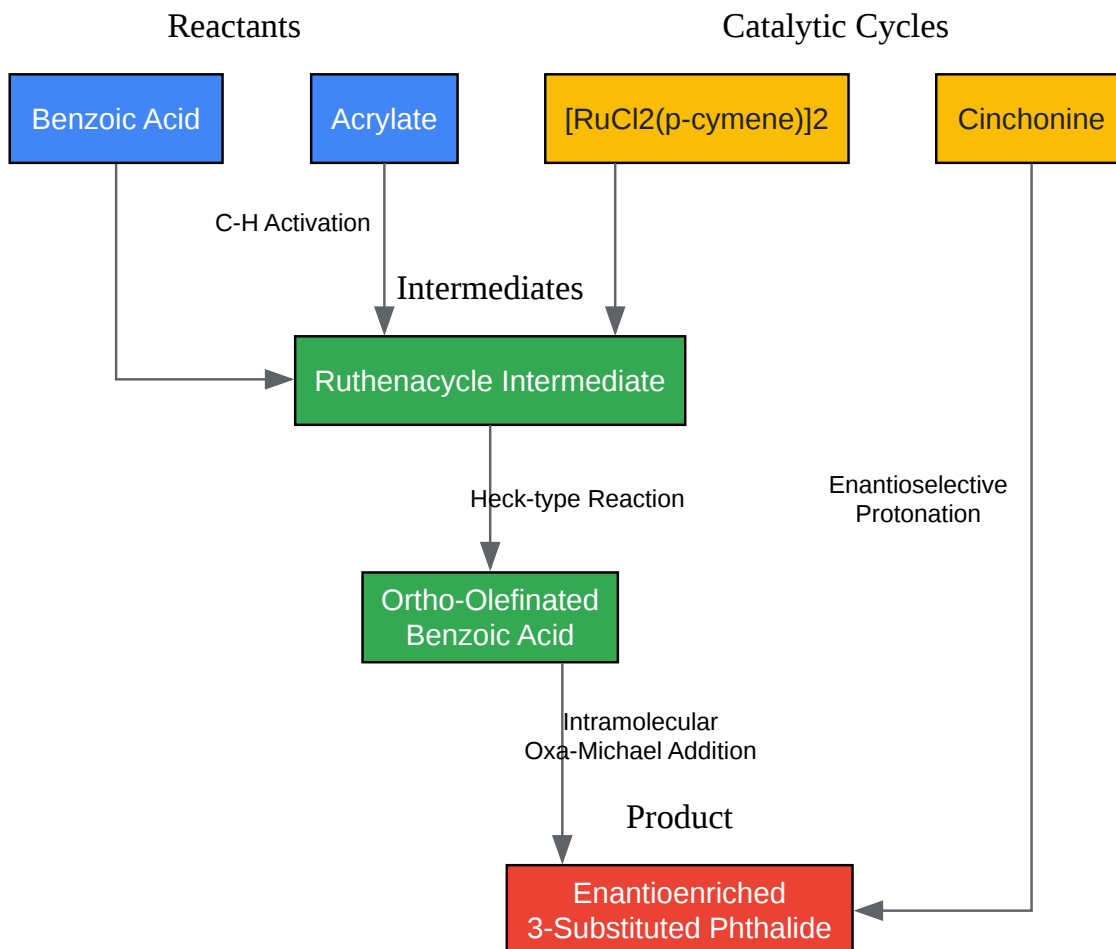 Reactants
Catalytic Cycles
Benzoic Acid
Acrylate
[RuCl2(p-cymene)]2
Cinchonine
C-H Activation
Intermediates
Ruthenacycle Intermediate
Heck-type Reaction
Enantioselective
Protonation
Ortho-Olefinated
Benzoic Acid
Intramolecular
Oxa-Michael Addition
Product
Enantioenriched
3-Substituted Phthalide